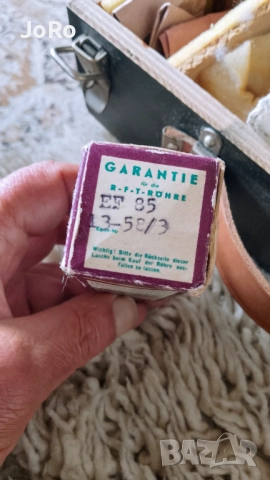 JoRo
GARANTIE
für die
R-F-T-RÖHRE
EF 85
13-58/3
Wichtig! Bitte die Rückseite dieser
Lasche beim Kauf der Röhre aus-
füllen zu lassen.
BAZAR